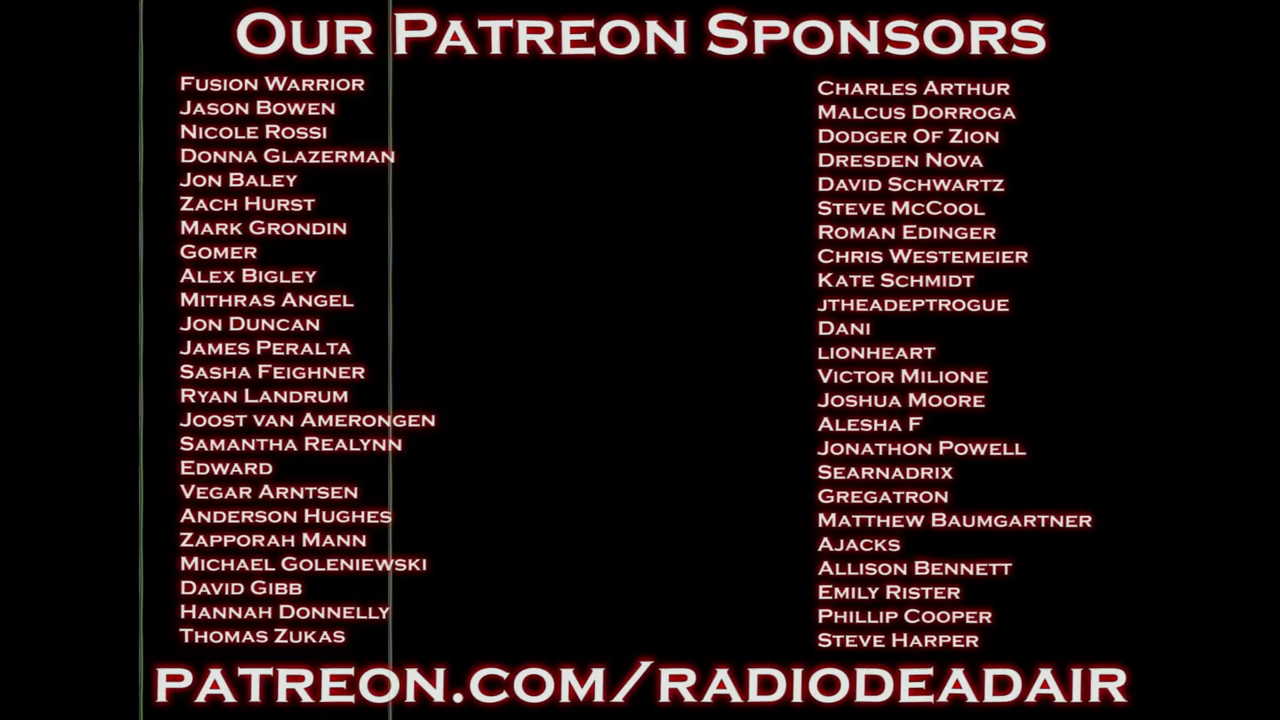 Our Patreon Sponsors
Fusion Warrior
Jason Bowen
Nicole Rossi
Donna Glazerman
Jon Baley
Zach Hurst
Mark Grondin
Gomer
Alex Bigley
Mithras Angel
Jon Duncan
James Peralta
Sasha Feighner
Ryan Landrum
Joost van Amerongen
Samantha Realynn
Edward
Vegar Arntsen
Anderson Hughes
Zapporah Mann
Michael Goleniewski
David Gibb
Hannah Donnelly
Thomas Zukas
Charles Arthur
Malcus Dorroga
Dodger Of Zion
Dresden Nova
David Schwartz
Steve McCool
Roman Edinger
Chris Westemeier
Kate Schmidt
jtheadeptrogue
Dani
lionheart
Victor Milione
Joshua Moore
Alesha F
Jonathon Powell
Searnadrix
Gregatron
Matthew Baumgartner
Ajacks
Allison Bennett
Emily Rister
Phillip Cooper
Steve Harper
patreon.com/radiodeadair